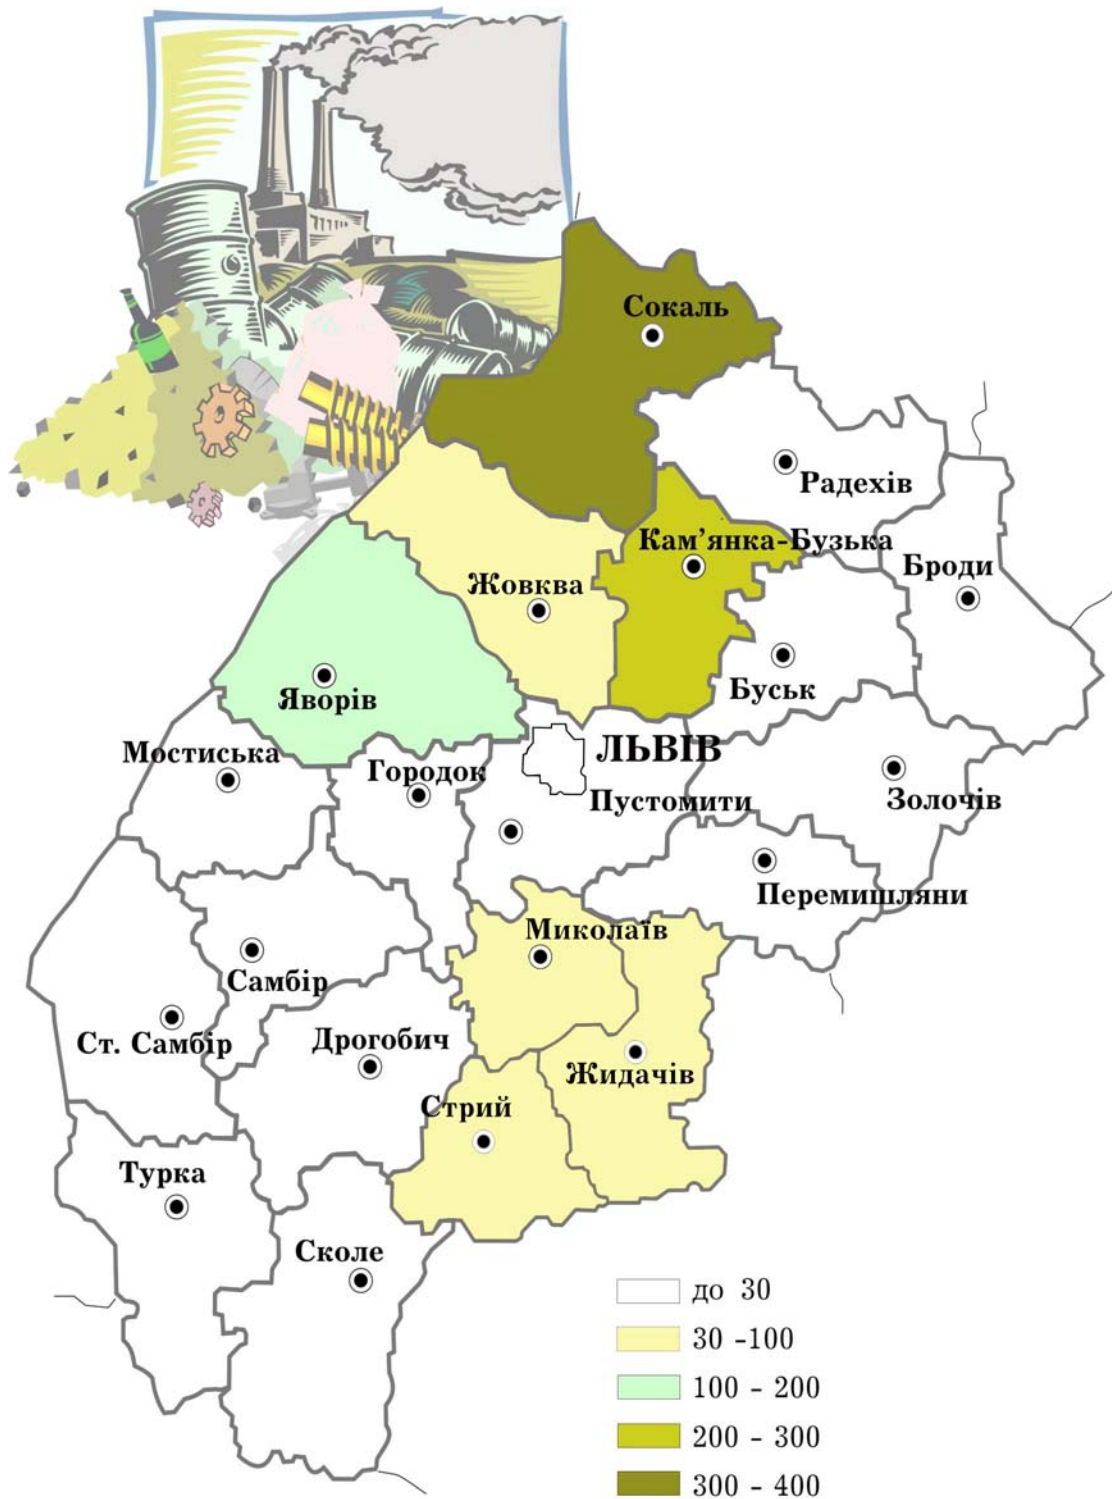 Сокаль
Радехів
Кам’янка-Бузька
Броди
Жовква
Буськ
Яворів
Мостиська
Городок
ЛЬВІВ
Пустомити
Золочів
Перемишляни
Миколаїв
Самбір
Ст. Самбір
Дрогобич
Жидачів
Стрий
Турка
Сколе
до 30
30 -100
100 - 200
200 - 300
300 - 400